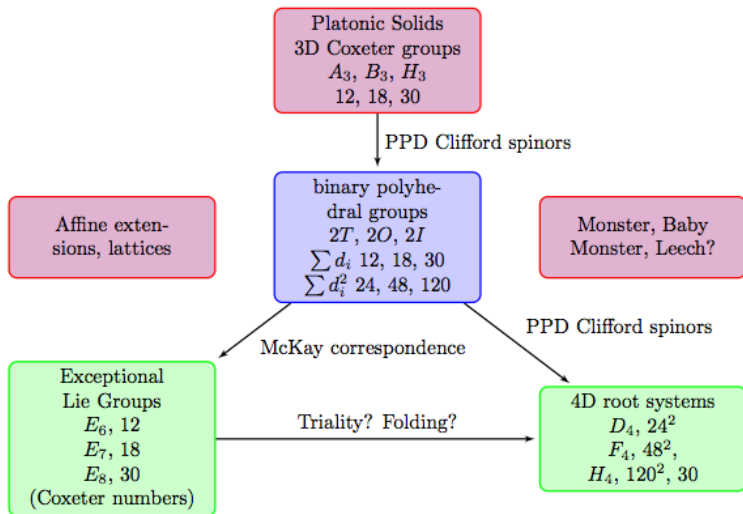 Platonic Solids
3D Coxeter groups
A₃, B₃, H₃
12, 18, 30
PPD Clifford spinors
binary polyhe-
dral groups
2T, 2O, 2I
∑ dᵢ 12, 18, 30
∑ dᵢ² 24, 48, 120
Affine exten-
sions, lattices
Monster, Baby
Monster, Leech?
PPD Clifford spinors
McKay correspondence
Exceptional
Lie Groups
E₆, 12
E₇, 18
E₈, 30
(Coxeter numbers)
Triality? Folding?
4D root systems
D₄, 24²
F₄, 48²,
H₄, 120², 30